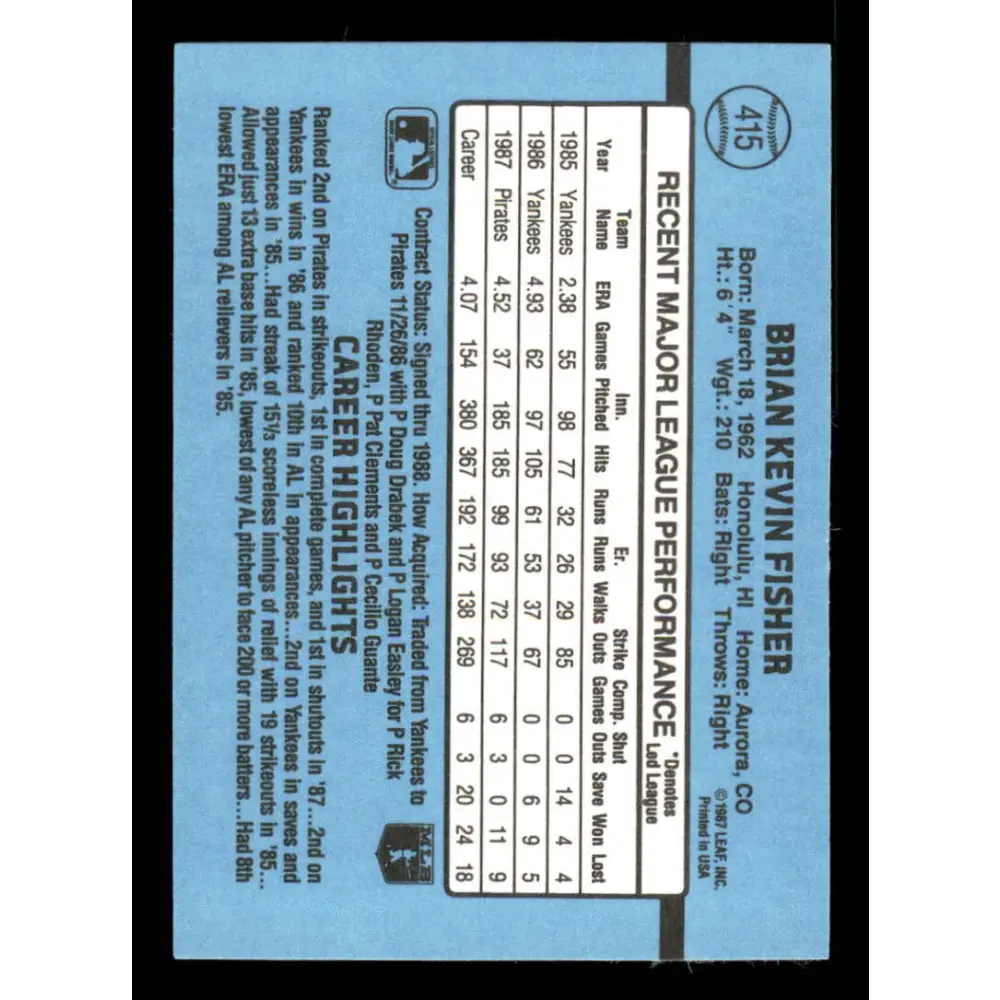 415
BRIAN KEVIN FISHER
Born: March 18, 1962 Honolulu, HI Home: Aurora, CO
Ht.: 6'4" Wgt.: 210 Bats: Right Throws: Right
©1987 LEAF, INC.
Printed in USA
RECENT MAJOR LEAGUE PERFORMANCE *Denotes
Led League
Team Inn. Er. Strike Comp. Shut
Year Name ERA Games Pitched Hits Runs Runs Walks Outs Games Outs Save Won Lost
1985 Yankees 2.38 55 98 77 32 26 29 85 0 0 14 4 4
1986 Yankees 4.93 62 97 105 61 53 37 67 0 0 6 9 5
1987 Pirates 4.52 37 185 185 99 93 72 117 6 3 0 11 9
Career 4.07 154 380 367 192 172 138 269 6 3 20 24 18
Contract Status: Signed thru 1988. How Acquired: Traded from Yankees to
Pirates 11/26/86 with P Doug Drabek and P Logan Easley for P Rick
Rhoden, P Pat Clements and P Cecilio Guante
MLB
CAREER HIGHLIGHTS
Ranked 2nd on Pirates in strikeouts, 1st in complete games, and 1st in shutouts in '87...2nd on
Yankees in wins in '86 and ranked 10th in AL in appearances...2nd on Yankees in saves and
appearances in '85...Had streak of 15⅓ scoreless innings of relief with 19 strikeouts in '85...
Allowed just 13 extra base hits in '85, lowest of any AL pitcher to face 200 or more batters...Had 8th
lowest ERA among AL relievers in '85.